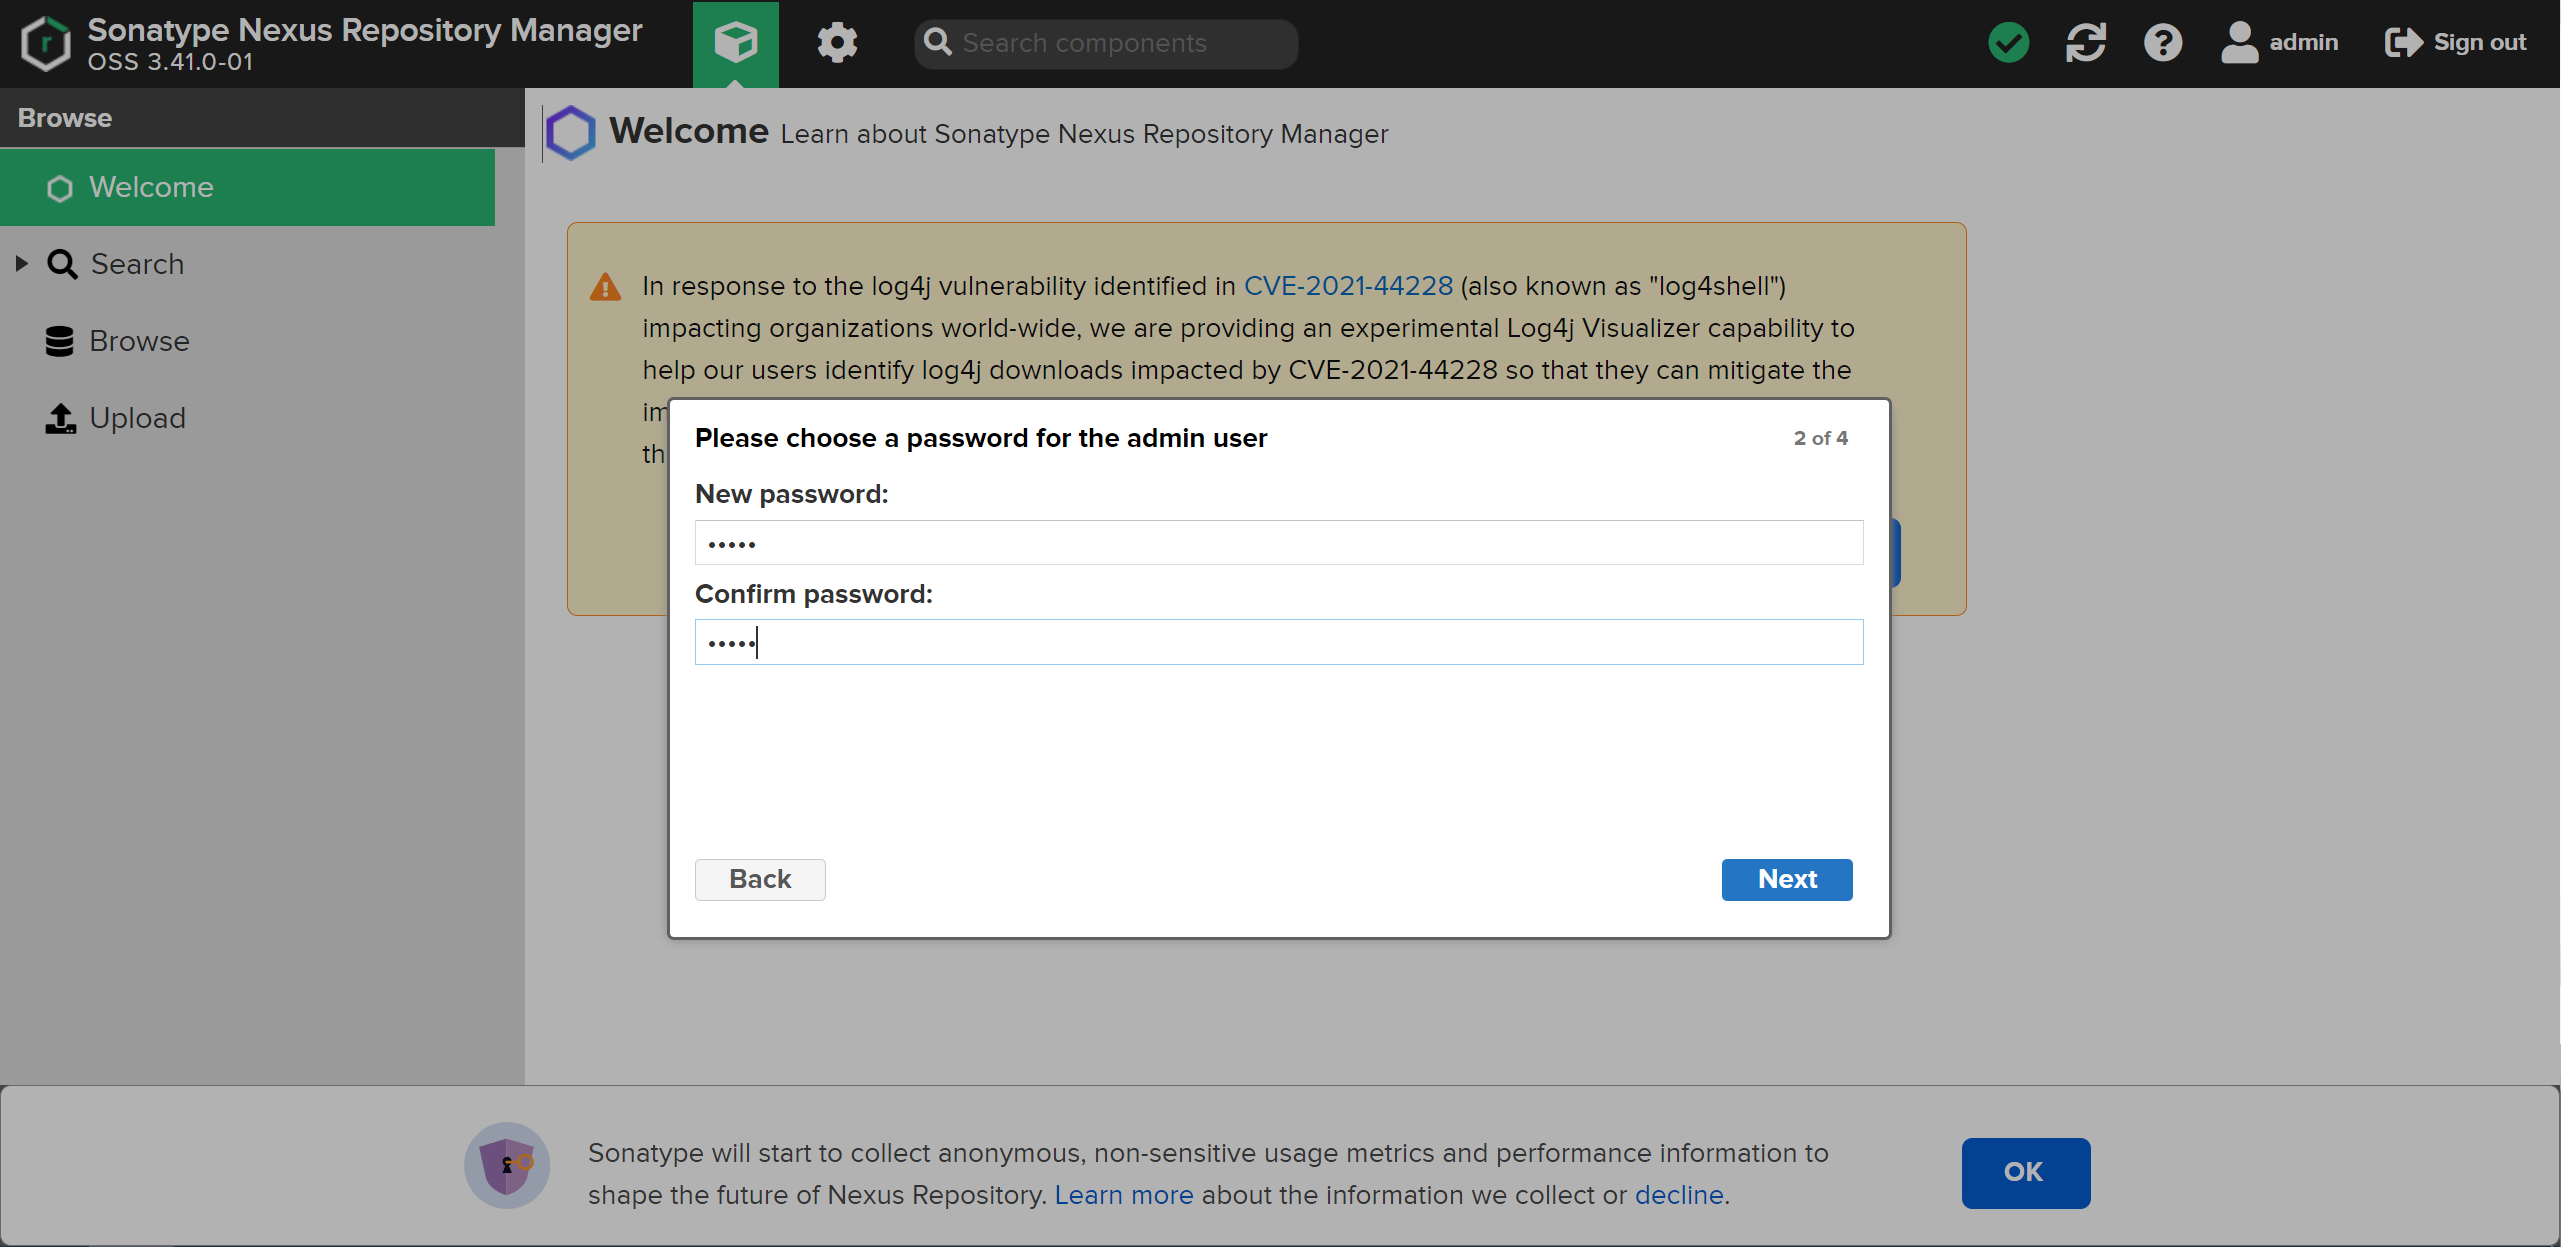 Sonatype Nexus Repository Manager
OSS 3.41.0-01
Search components
admin
Sign out
Browse
Welcome
Search
Browse
Upload
Welcome Learn about Sonatype Nexus Repository Manager
In response to the log4j vulnerability identified in CVE-2021-44228 (also known as "log4shell")
impacting organizations world-wide, we are providing an experimental Log4j Visualizer capability to
help our users identify log4j downloads impacted by CVE-2021-44228 so that they can mitigate the
Please choose a password for the admin user
2 of 4
New password:
•••••
Confirm password:
•••••
Back
Next
Sonatype will start to collect anonymous, non-sensitive usage metrics and performance information to
shape the future of Nexus Repository. Learn more about the information we collect or decline.
OK